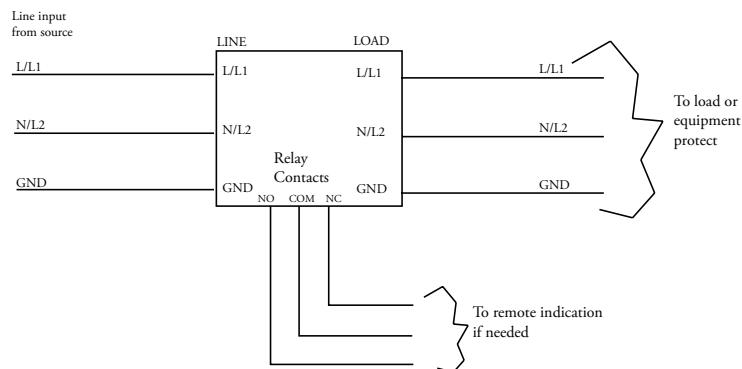 Line input
from source
LINE
LOAD
L/L1
L/L1
L/L1
L/L1
To load or
equipment
protect
N/L2
N/L2
N/L2
N/L2
Relay
Contacts
GND
GND
GND
GND
NO
COM
NC
To remote indication
if needed